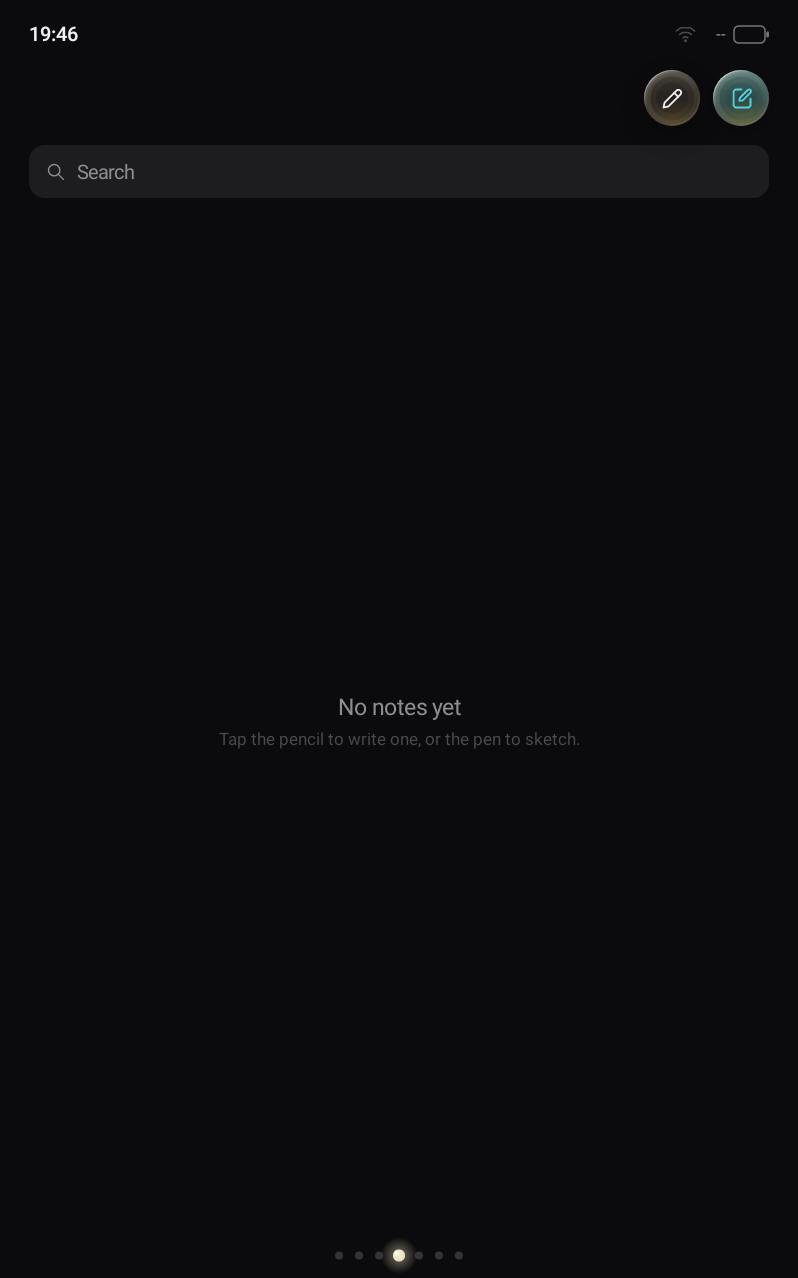 19:46
--
Search
No notes yet
Tap the pencil to write one, or the pen to sketch.